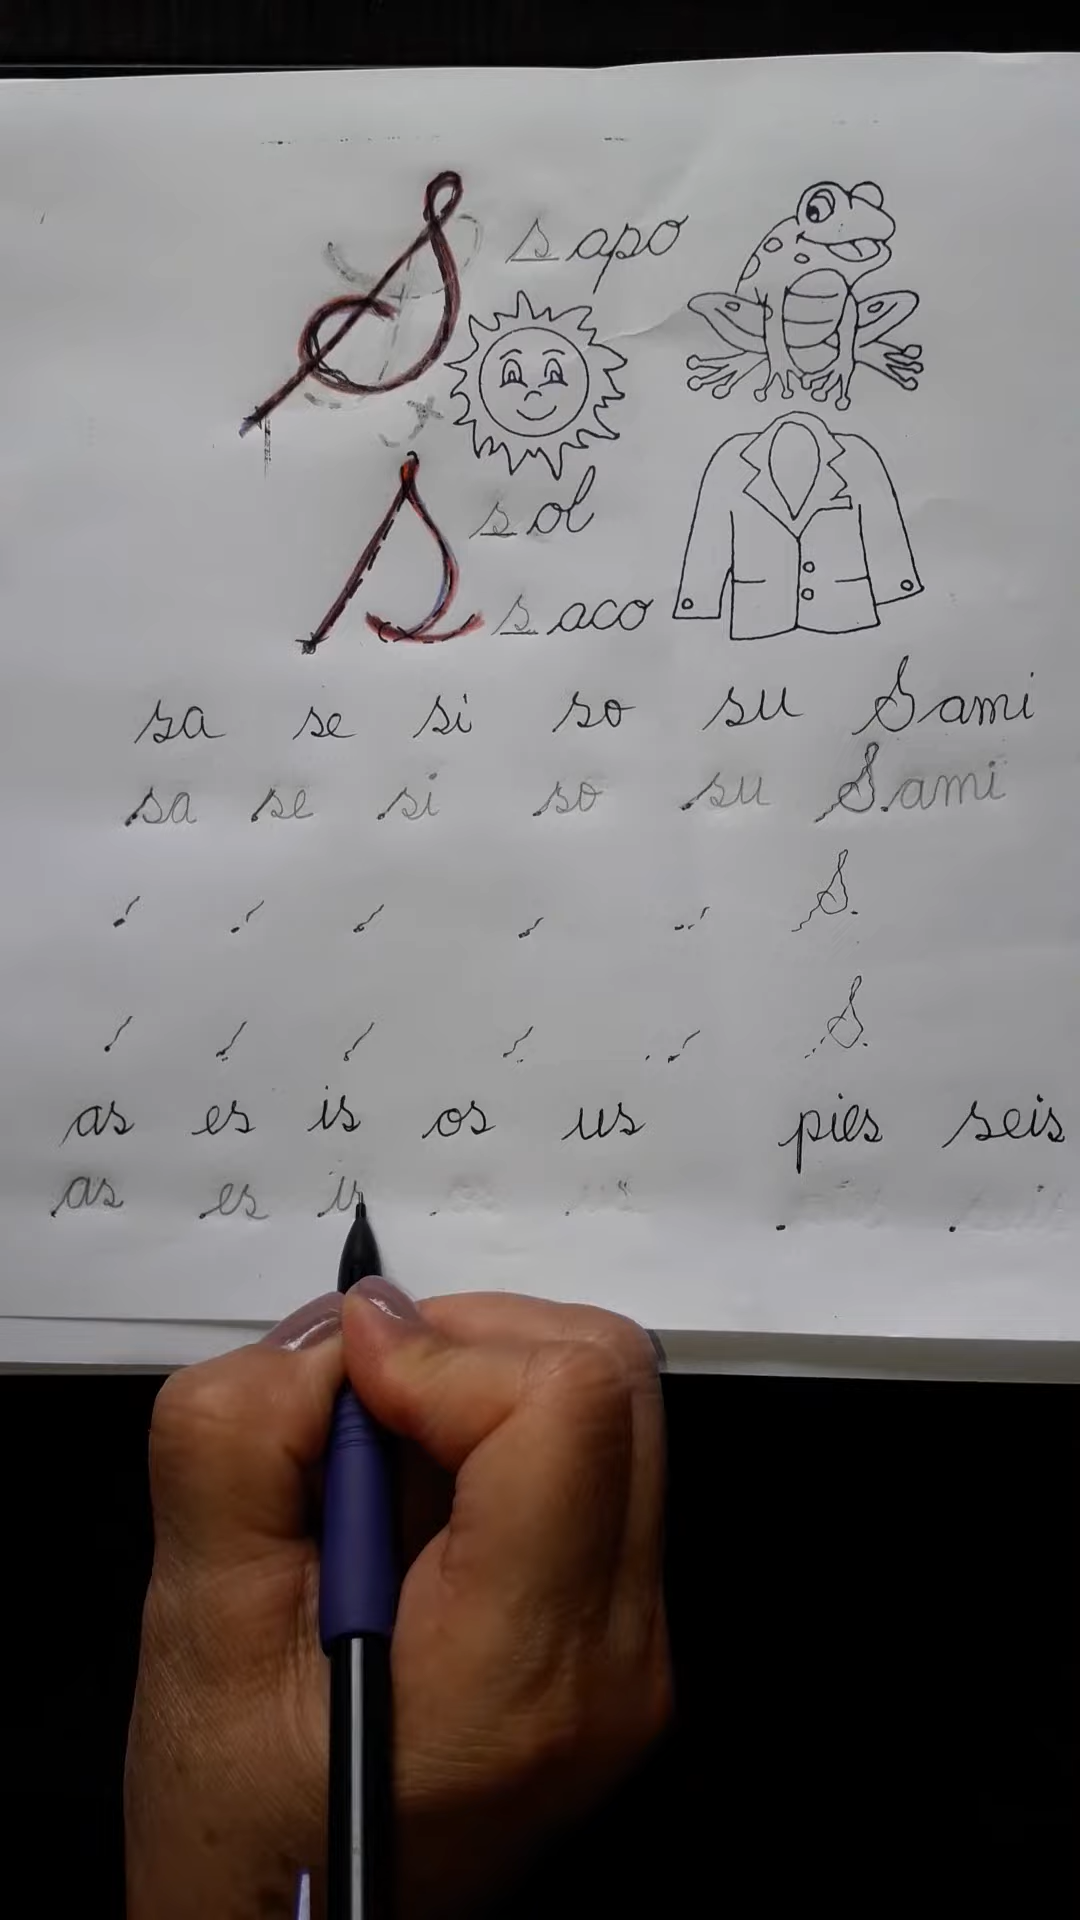 S sapo
s sol
saco
sa se si so su Sami
sa se si so su Sami
S
S
as es is os us pies seis
as es is